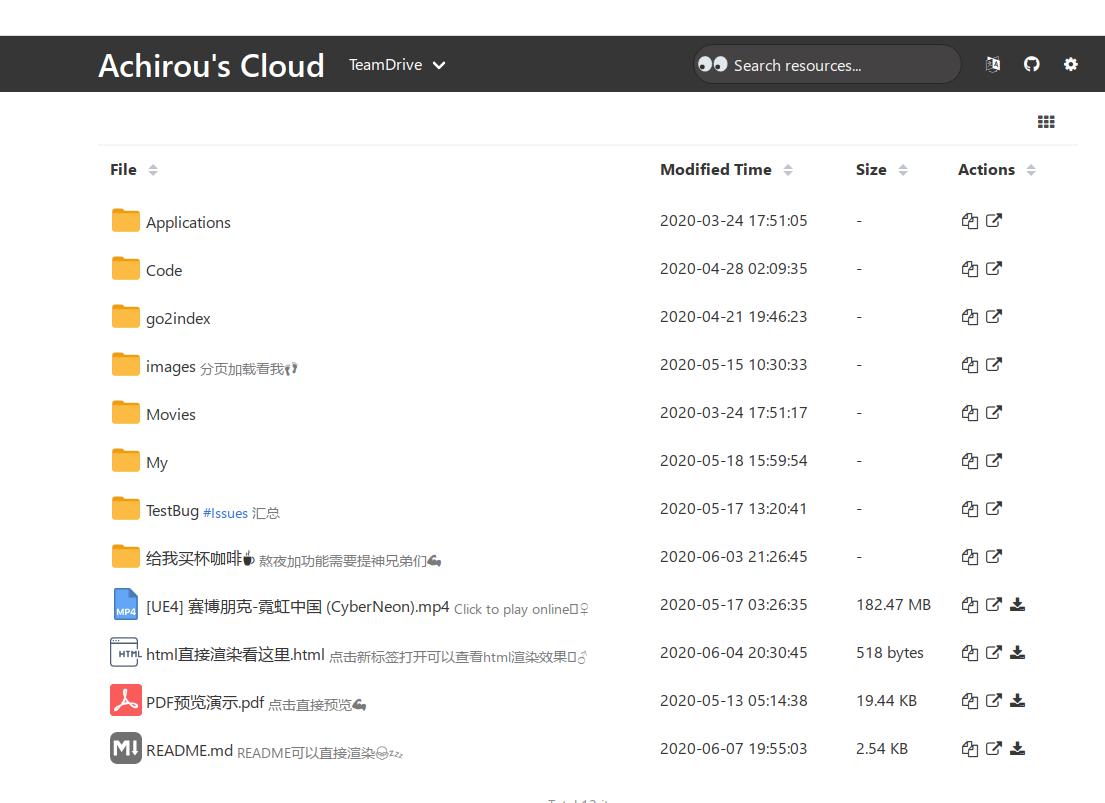 Achirou's Cloud TeamDrive Search resources...
File Modified Time Size Actions
Applications 2020-03-24 17:51:05 -
Code 2020-04-28 02:09:35 -
go2index 2020-04-21 19:46:23 -
images 分页加载看我👣 2020-05-15 10:30:33 -
Movies 2020-03-24 17:51:17 -
My 2020-05-18 15:59:54 -
TestBug #Issues 汇总 2020-05-17 13:20:41 -
给我买杯咖啡☕ 熬夜加功能需要提神兄弟们💪 2020-06-03 21:26:45 -
MP4 [UE4] 赛博朋克-霓虹中国 (CyberNeon).mp4 Click to play online▯♀ 2020-05-17 03:26:35 182.47 MB
HTML html直接渲染看这里.html 点击新标签打开可以查看html渲染效果▯♂ 2020-06-04 20:30:45 518 bytes
PDF预览演示.pdf 点击直接预览💪 2020-05-13 05:14:38 19.44 KB
M↓ README.md README可以直接渲染😴💤 2020-06-07 19:55:03 2.54 KB